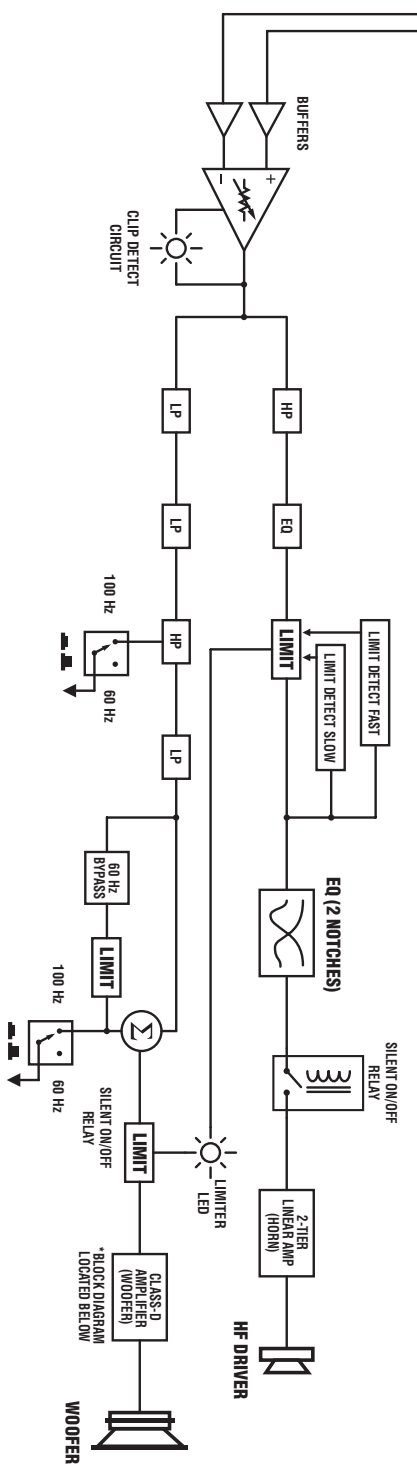 BUFFERS
+
−
CLIP DETECT
CIRCUIT
HP
EQ
LIMIT
LIMIT DETECT FAST
LIMIT DETECT SLOW
EQ (2 NOTCHES)
SILENT ON/OFF
RELAY
2-TIER
LINEAR AMP
(HORN)
HF DRIVER
LP
LP
HP
100 Hz
60 Hz
LP
60 Hz
BYPASS
LIMIT
100 Hz
60 Hz
Σ
SILENT ON/OFF
RELAY
LIMIT
LIMITER
LED
CLASS-D
AMPLIFIER
(WOOFER)
*BLOCK DIAGRAM
LOCATED BELOW
WOOFER